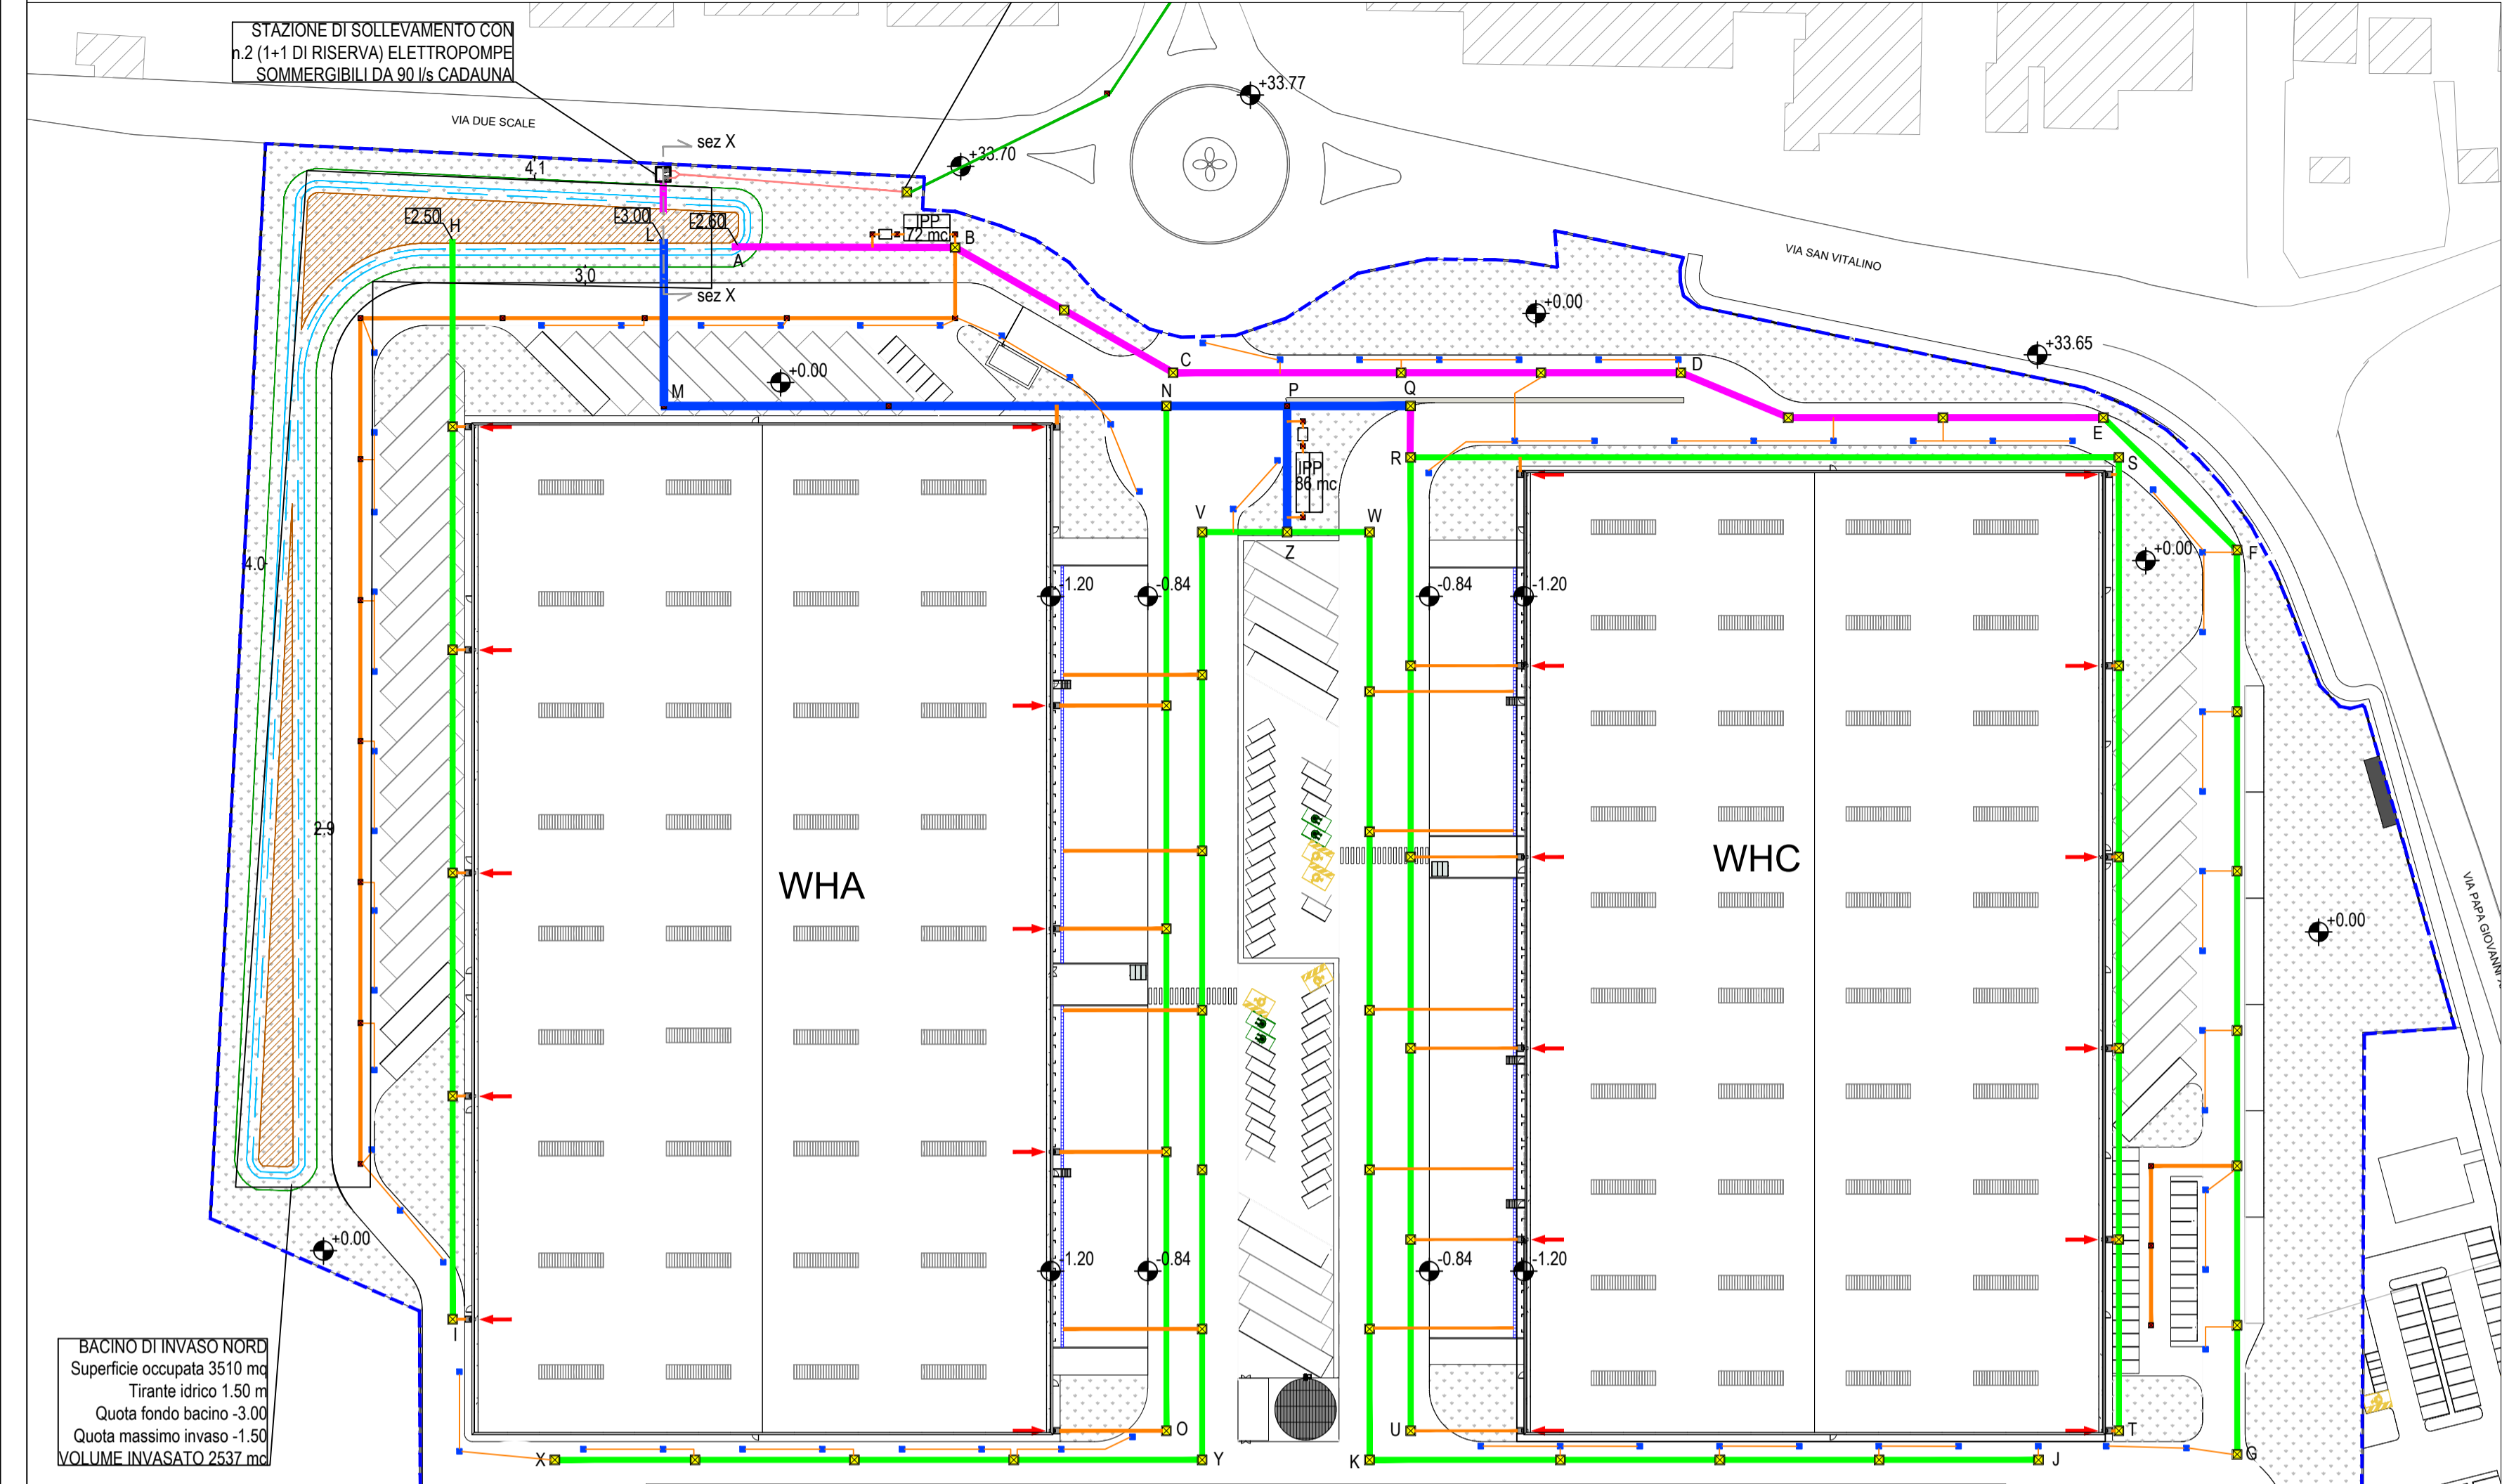 STAZIONE DI SOLLEVAMENTO CON
n.2 (1+1 DI RISERVA) ELETTROPOMPE
SOMMERGIBILI DA 90 l/s CADAUNA
+33.77
VIA DUE SCALE
sez X
+33.70
4,1
-2.50
H
-3.00
L
-2.60
A
IPP
72 mc
B
VIA SAN VITALINO
3,0
sez X
+0.00
+33.65
C
D
+0.00
M
N
P
Q
E
R
S
IPP
86 mc
V
W
Z
F
+0.00
4.0
-1.20
-0.84
-0.84
-1.20
2,9
WHA
WHC
VIA PAPA GIOVANNI
+0.00
+0.00
-1.20
-0.84
-0.84
-1.20
I
BACINO DI INVASO NORD
Superficie occupata 3510 mq
Tirante idrico 1.50 m
Quota fondo bacino -3.00
Quota massimo invaso -1.50
VOLUME INVASATO 2537 mc
O
U
T
X
Y
K
J
G